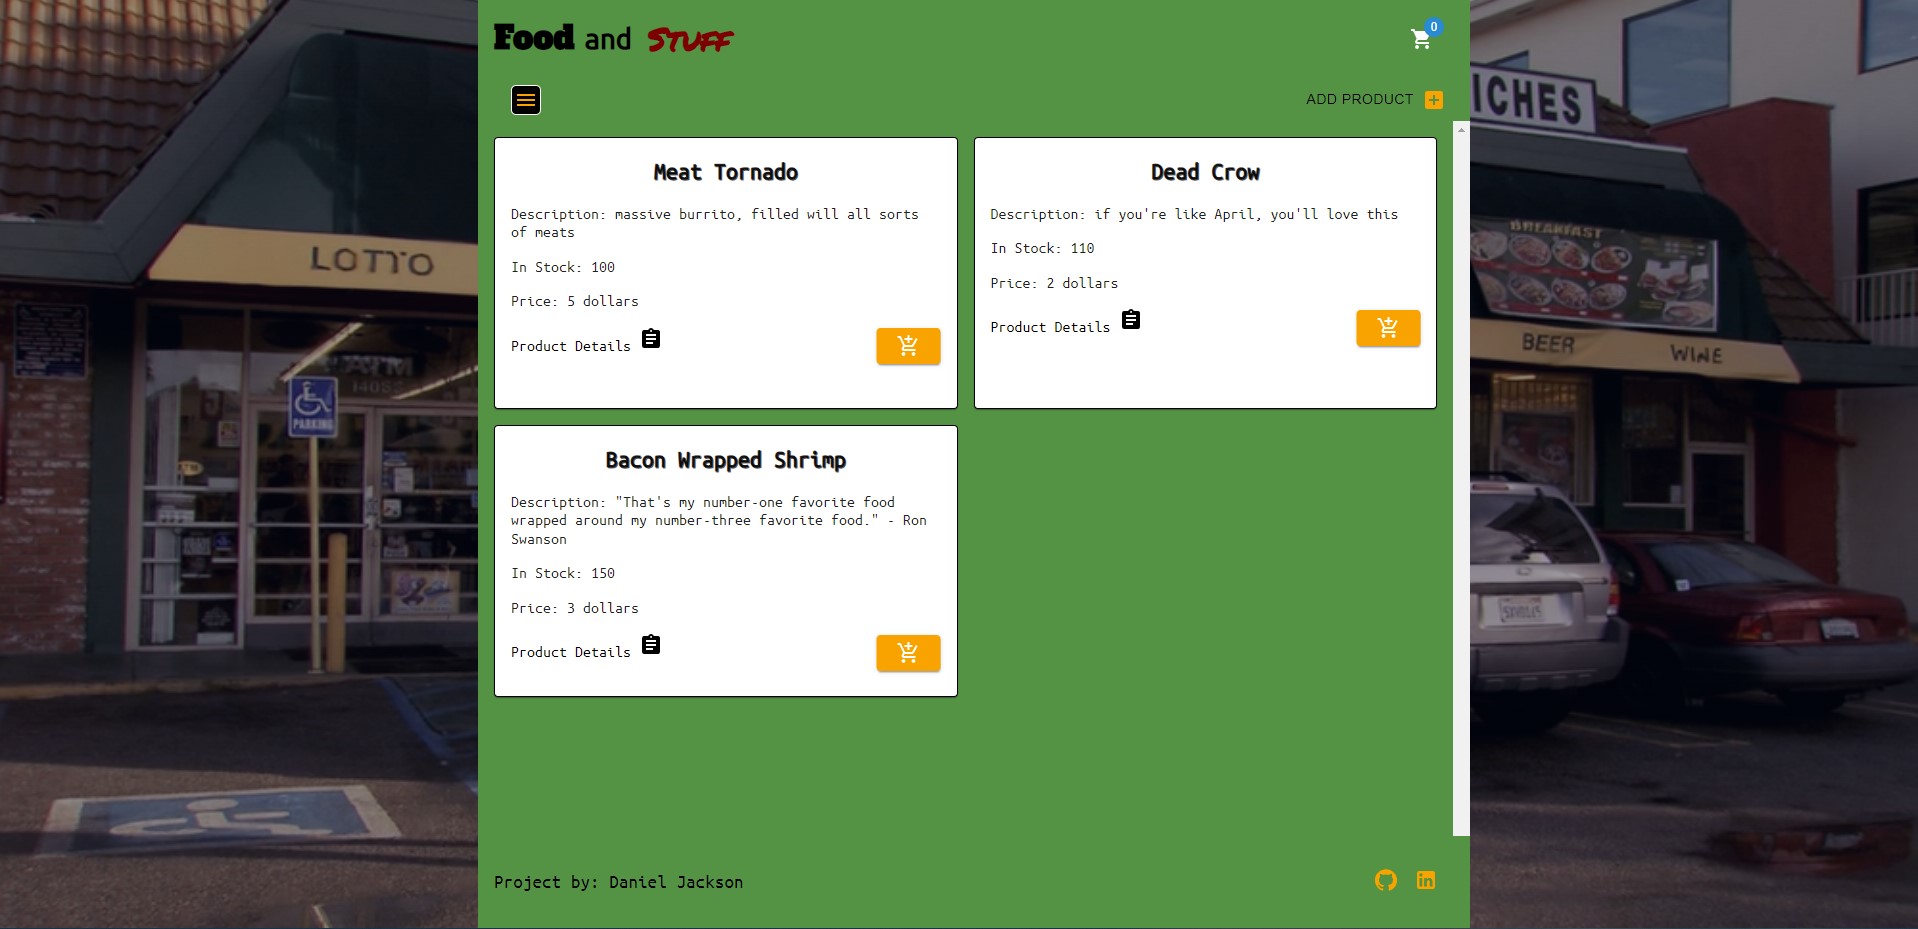 Food and Stuff
0
ADD PRODUCT
Meat Tornado
Description: massive burrito, filled will all sorts
of meats
In Stock: 100
Price: 5 dollars
Product Details
Dead Crow
Description: if you're like April, you'll love this
In Stock: 110
Price: 2 dollars
Product Details
Bacon Wrapped Shrimp
Description: "That's my number-one favorite food
wrapped around my number-three favorite food." - Ron
Swanson
In Stock: 150
Price: 3 dollars
Product Details
Project by: Daniel Jackson
in
LOTTO
ATM
PARKING
ICHES
BREAKFAST
BEER WINE